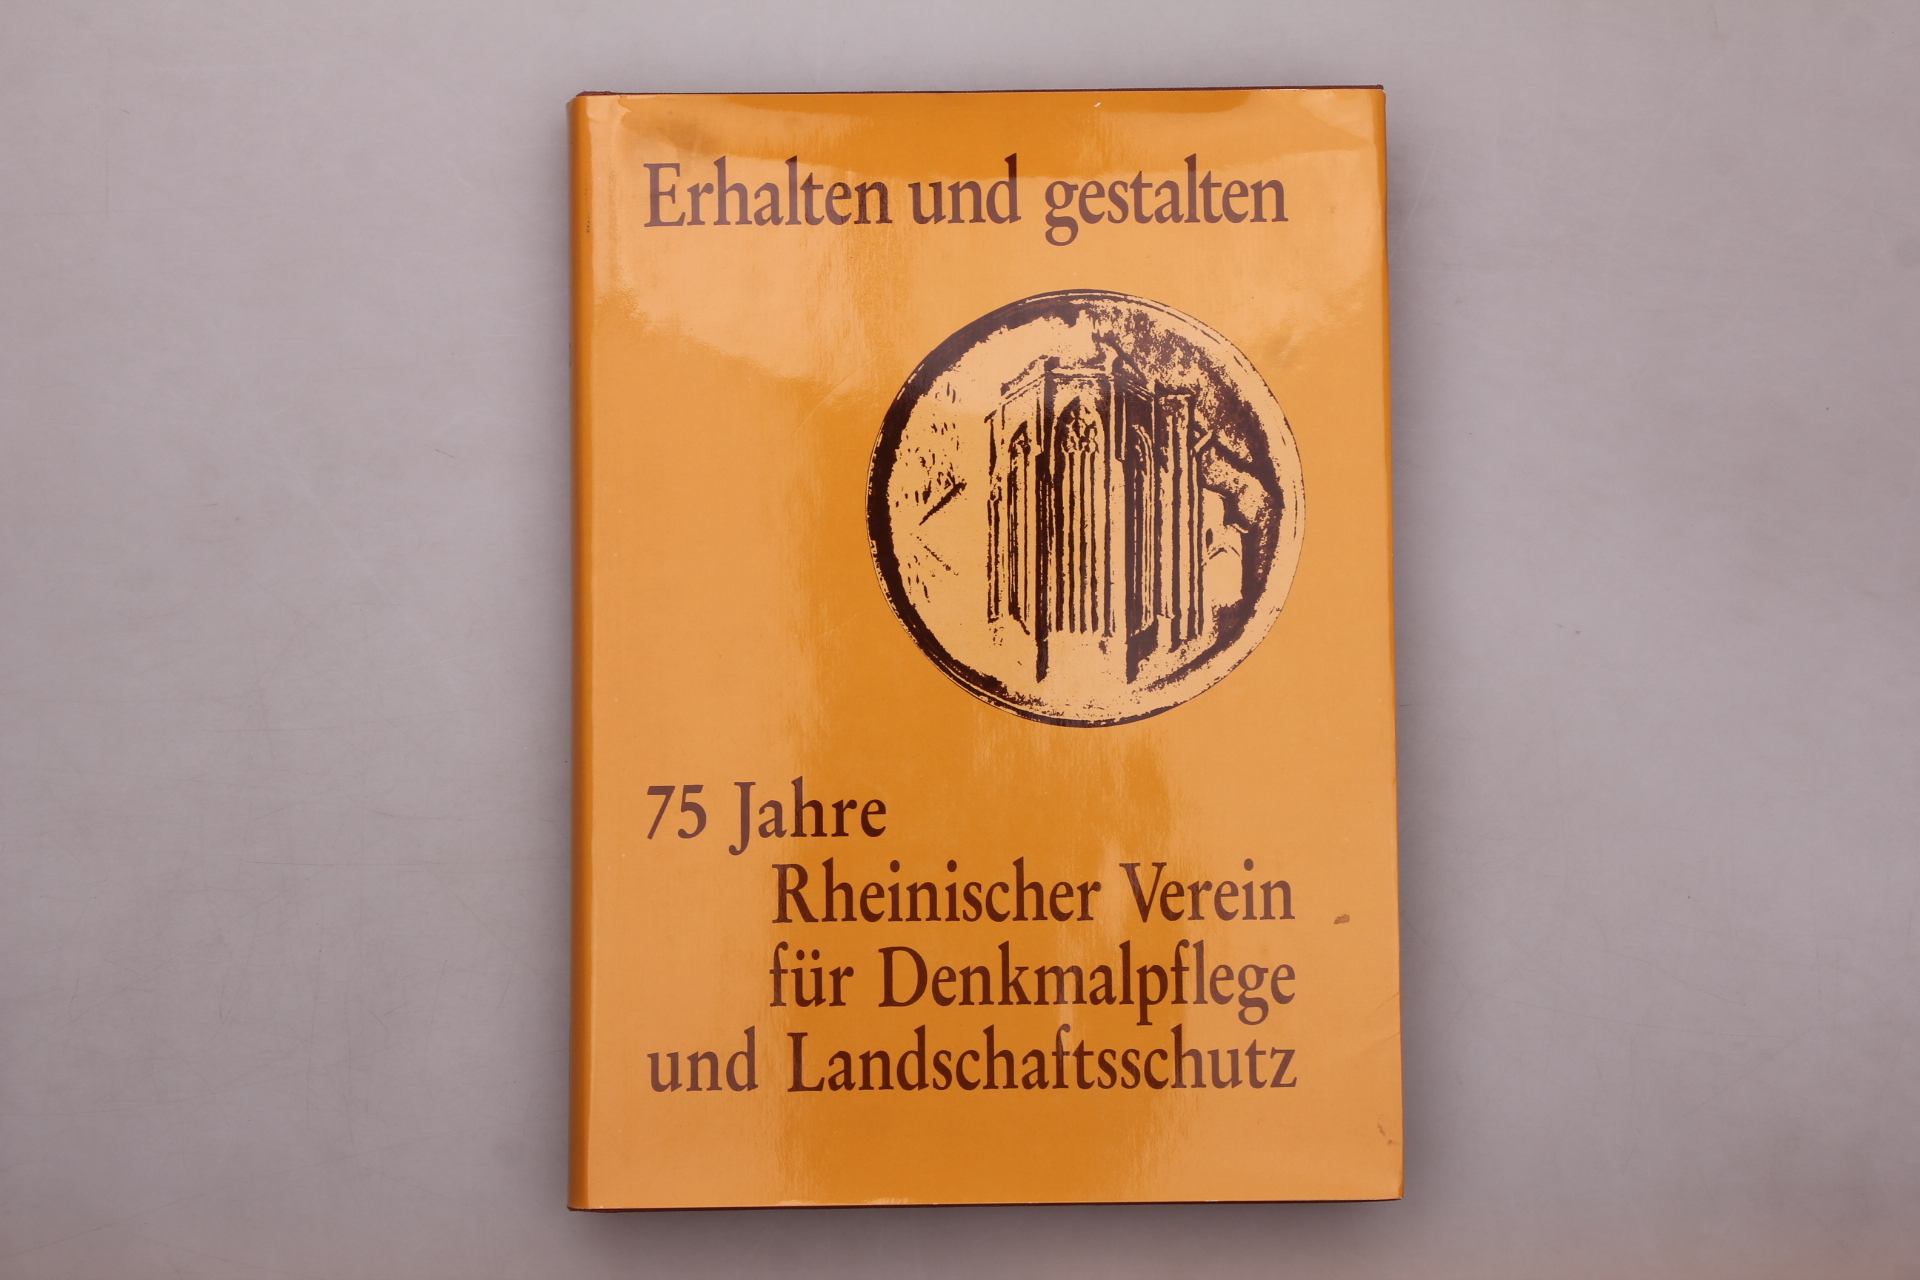 Erhalten und gestalten
75 Jahre
Rheinischer Verein
für Denkmalpflege
und Landschaftsschutz